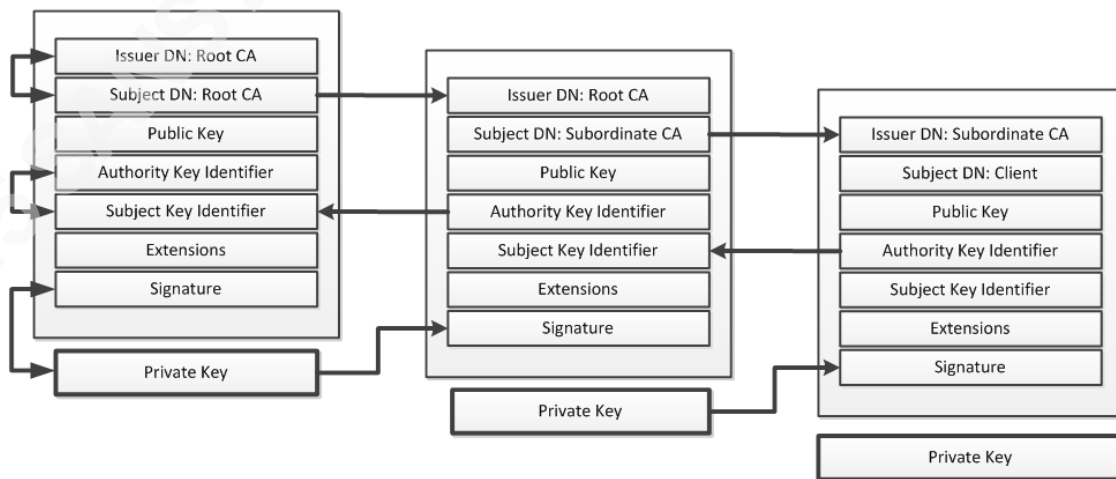 Issuer DN: Root CA
Subject DN: Root CA
Public Key
Authority Key Identifier
Subject Key Identifier
Extensions
Signature
Private Key
Issuer DN: Root CA
Subject DN: Subordinate CA
Public Key
Authority Key Identifier
Subject Key Identifier
Extensions
Signature
Private Key
Issuer DN: Subordinate CA
Subject DN: Client
Public Key
Authority Key Identifier
Subject Key Identifier
Extensions
Signature
Private Key